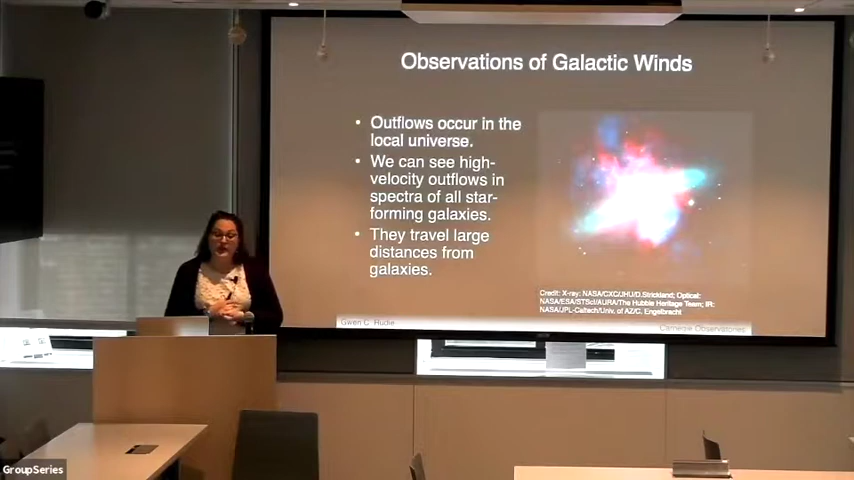 Observations of Galactic Winds
• Outflows occur in the
local universe.
• We can see high-
velocity outflows in
spectra of all star-
forming galaxies.
• They travel large
distances from
galaxies.
Credit: X-ray: NASA/CXC/JHU/D.Strickland; Optical:
NASA/ESA/STScI/AURA/The Hubble Heritage Team; IR:
NASA/JPL-Caltech/Univ. of AZ/C. Engelbracht
Gwen C. Rudie
Carnegie Observatories
GroupSeries